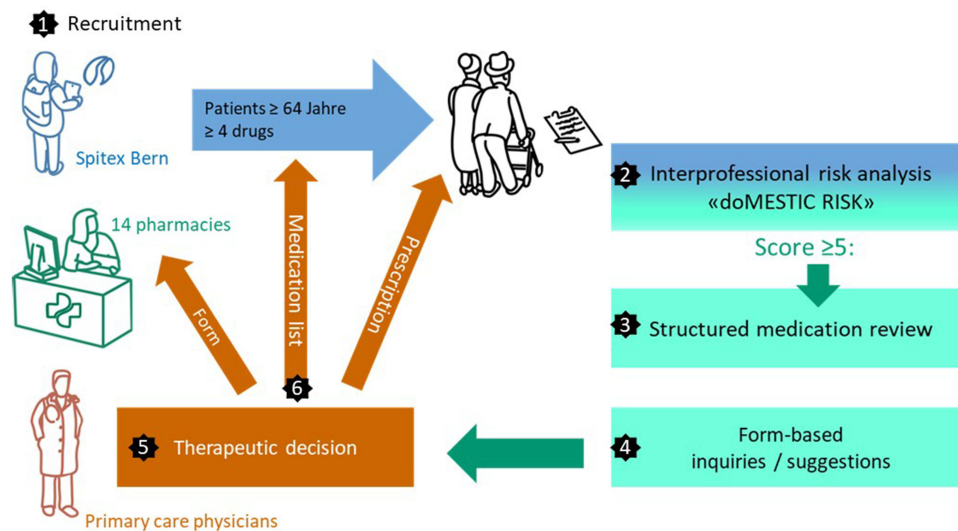 1 Recruitment
Spitex Bern
Patients ≥ 64 Jahre
≥ 4 drugs
2 Interprofessional risk analysis
«doMESTIC RISK»
Score ≥5:
3 Structured medication review
4 Form-based
inquiries / suggestions
14 pharmacies
Form
Medication list
Prescription
6
5 Therapeutic decision
Primary care physicians